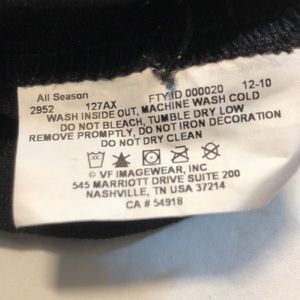 All Season
2952 127AX FTY ID 000020 12-10
WASH INSIDE OUT, MACHINE WASH COLD
DO NOT BLEACH, TUMBLE DRY LOW
REMOVE PROMPTLY, DO NOT IRON DECORATION
DO NOT DRY CLEAN
© VF IMAGEWEAR, INC
545 MARRIOTT DRIVE SUITE 200
NASHVILLE, TN USA 37214
CA# 54918